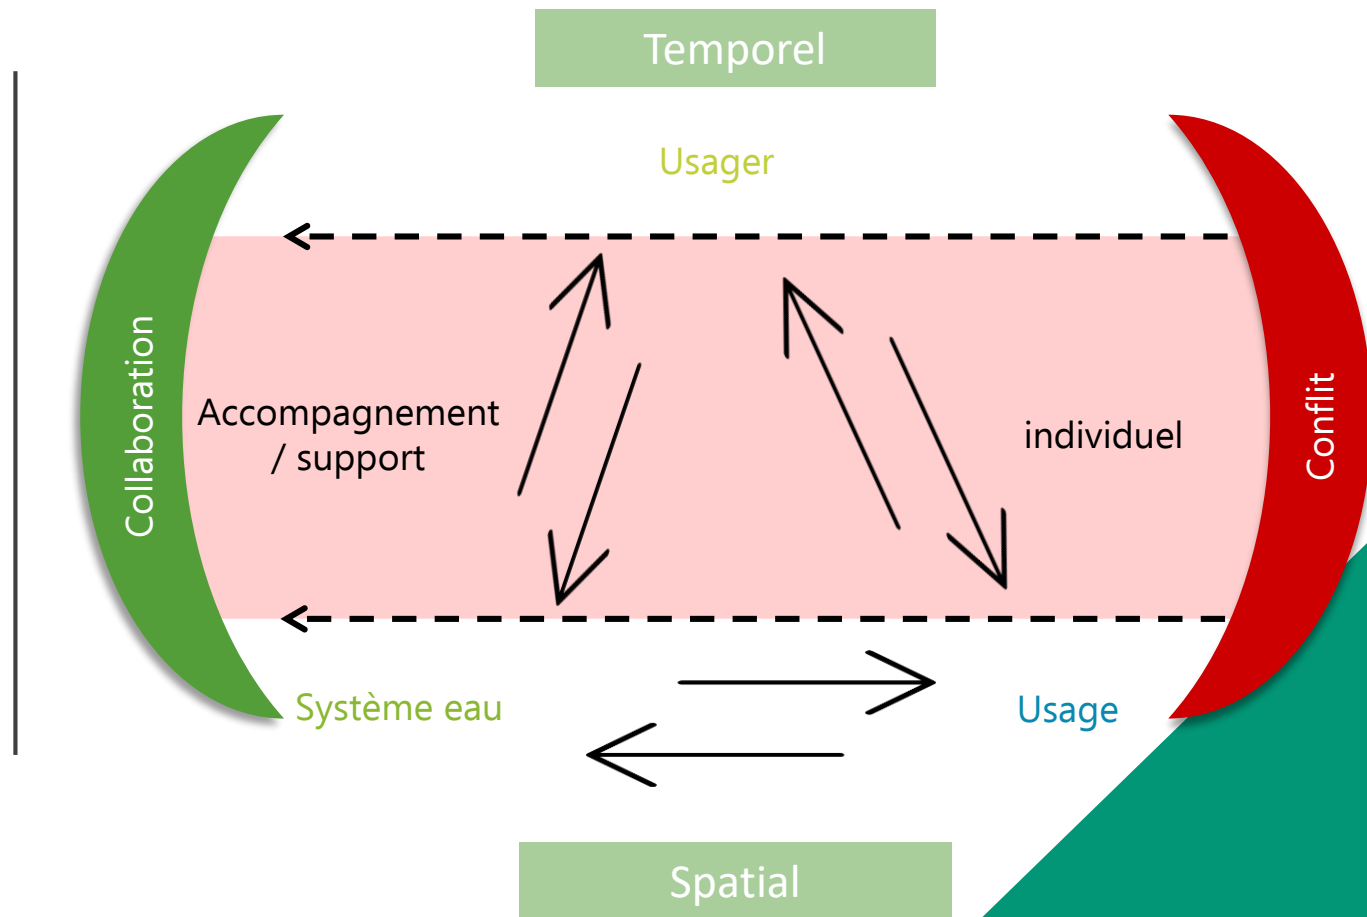 Temporel
Usager
Collaboration
Accompagnement
/ support
individuel
Conflit
Système eau
Usage
Spatial